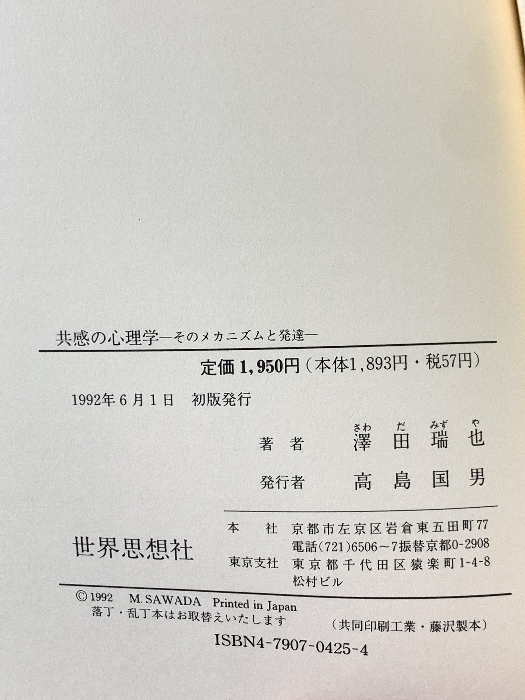 共感の心理学―そのメカニズムと発達―
定価1,950円(本体1,893円・税57円)
1992年6月1日 初版発行
さわ だ みず や
著者 澤田瑞也
発行者 高島国男
世界思想社
本社 京都市左京区岩倉東五田町77
電話(721)6506〜7振替京都0-2908
東京支社 東京都千代田区猿楽町1-4-8
松村ビル
©1992 M. SAWADA Printed in Japan
落丁・乱丁本はお取替えいたします
(共同印刷工業・藤沢製本)
ISBN4-7907-0425-4